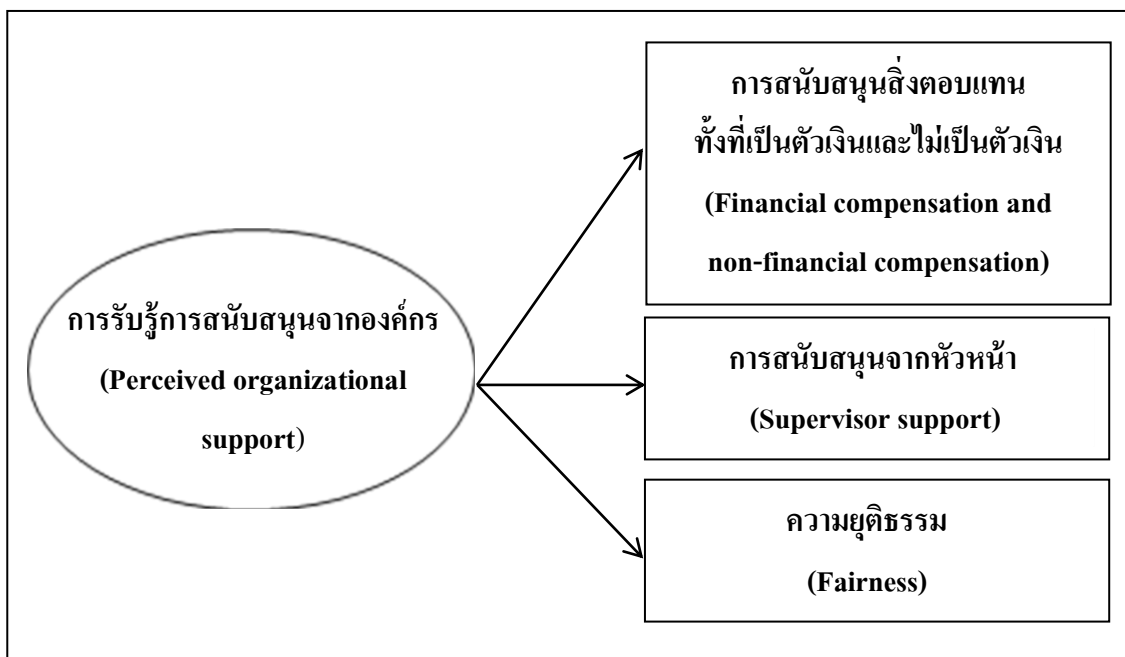 การสนับสนุนสิ่งตอบแทน
ทั้งที่เป็นตัวเงินและไม่เป็นตัวเงิน
(Financial compensation and
non-financial compensation)
การรับรู้การสนับสนุนจากองค์กร
(Perceived organizational
support)
การสนับสนุนจากหัวหน้า
(Supervisor support)
ความยุติธรรม
(Fairness)